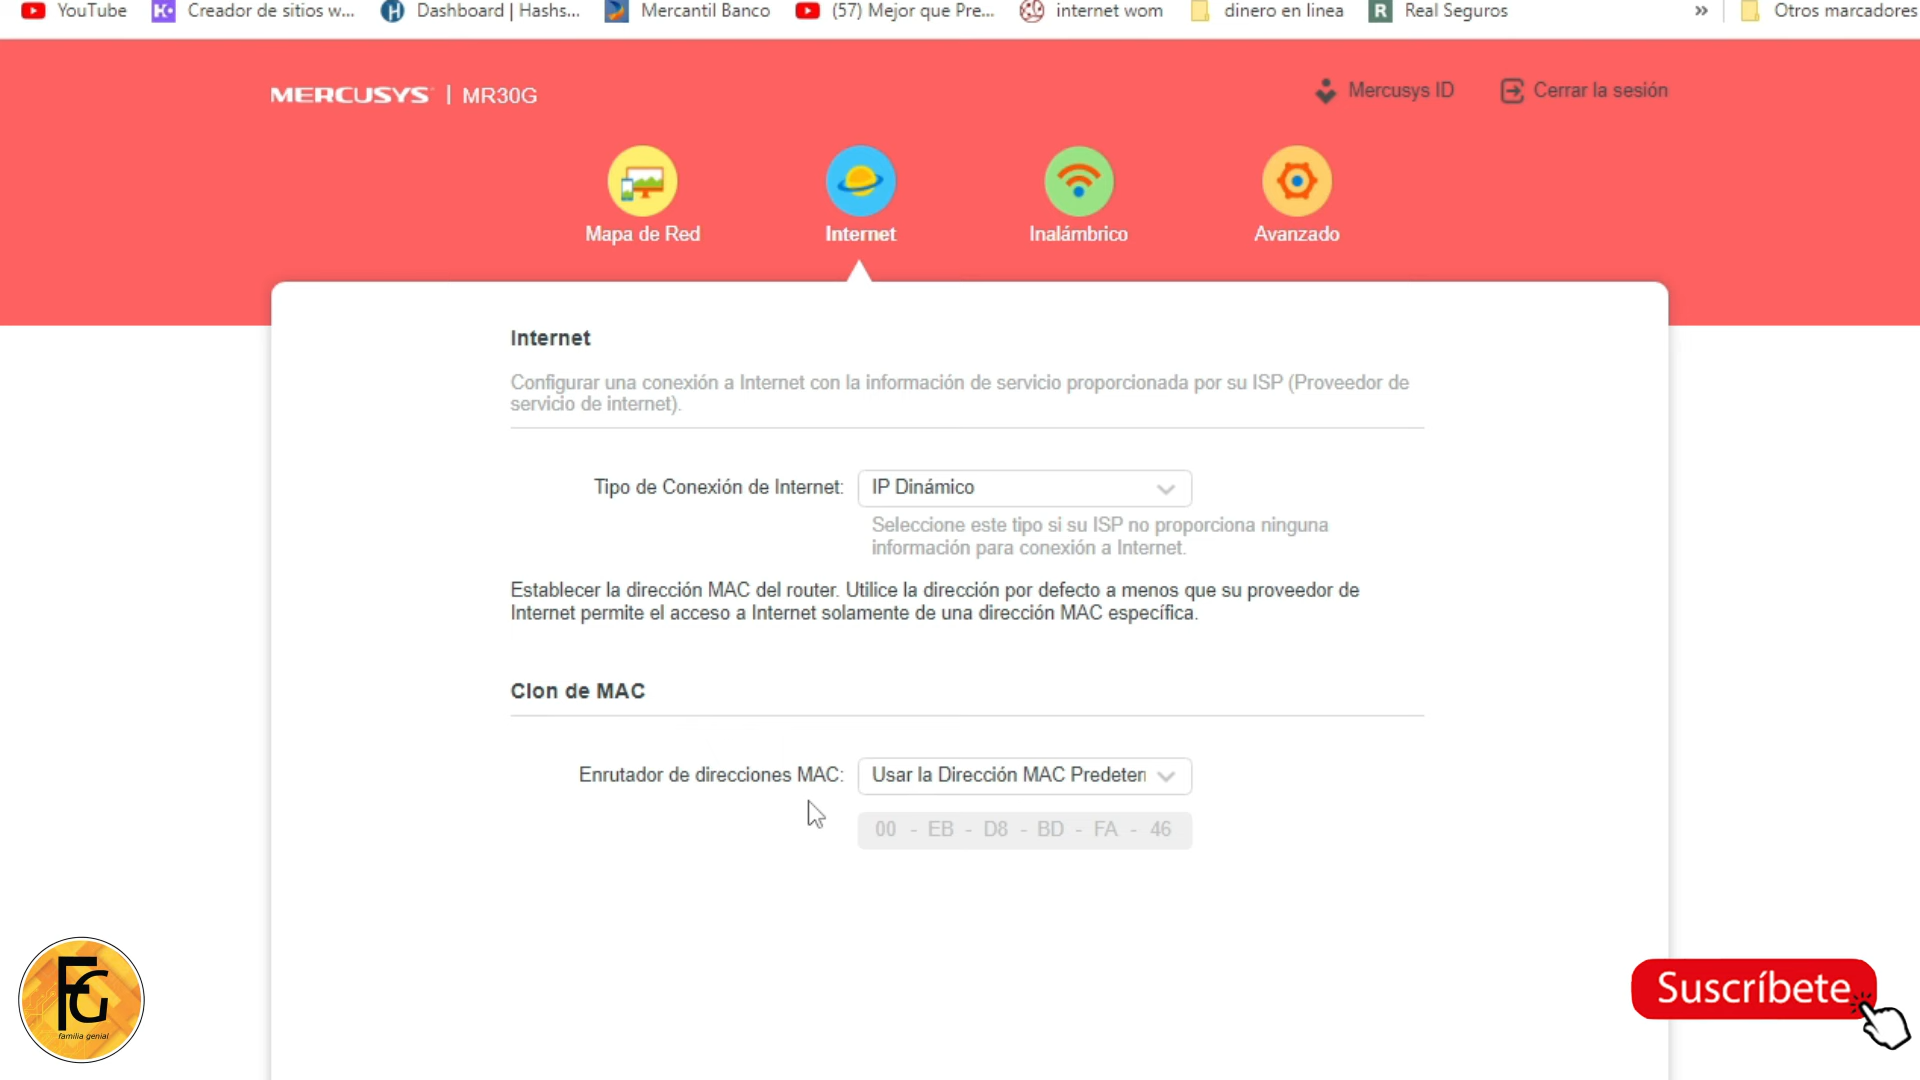 YouTube K Creador de sitios w... H Dashboard | Hashs... Mercantil Banco (57) Mejor que Pre... internet wom dinero en linea R Real Seguros » Otros marcadores
MERCUSYS | MR30G Mercusys ID Cerrar la sesión
Mapa de Red Internet Inalámbrico Avanzado
Internet
Configurar una conexión a Internet con la información de servicio proporcionada por su ISP (Proveedor de
servicio de internet).
Tipo de Conexión de Internet: IP Dinámico
Seleccione este tipo si su ISP no proporciona ninguna
información para conexión a Internet.
Establecer la dirección MAC del router. Utilice la dirección por defecto a menos que su proveedor de
Internet permite el acceso a Internet solamente de una dirección MAC específica.
Clon de MAC
Enrutador de direcciones MAC: Usar la Dirección MAC Predeter
00 - EB - D8 - BD - FA - 46
FG
familia genial
Suscríbete